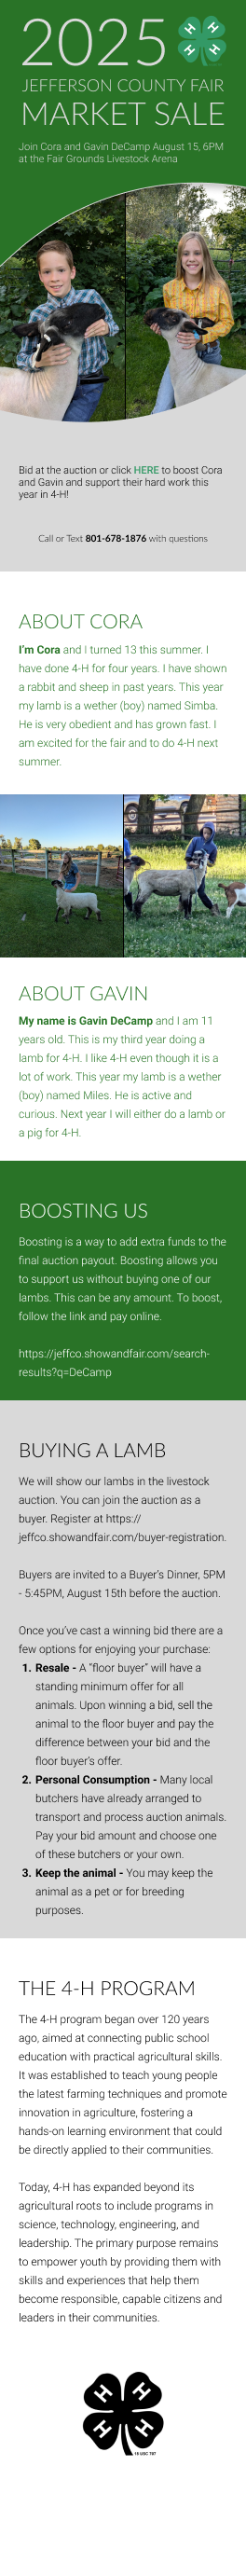 2025
H H
H H
JEFFERSON COUNTY FAIR
MARKET SALE
Join Cora and Gavin DeCamp August 15, 6PM
at the Fair Grounds Livestock Arena
Bid at the auction or click HERE to boost Cora
and Gavin and support their hard work this
year in 4-H!
Call or Text 801-678-1876 with questions
ABOUT CORA
I'm Cora and I turned 13 this summer. I
have done 4-H for four years. I have shown
a rabbit and sheep in past years. This year
my lamb is a wether (boy) named Simba.
He is very obedient and has grown fast. I
am excited for the fair and to do 4-H next
summer.
ABOUT GAVIN
My name is Gavin DeCamp and I am 11
years old. This is my third year doing a
lamb for 4-H. I like 4-H even though it is a
lot of work. This year my lamb is a wether
(boy) named Miles. He is active and
curious. Next year I will either do a lamb or
a pig for 4-H.
BOOSTING US
Boosting is a way to add extra funds to the
final auction payout. Boosting allows you
to support us without buying one of our
lambs. This can be any amount. To boost,
follow the link and pay online.
https://jeffco.showandfair.com/search-
results?q=DeCamp
BUYING A LAMB
We will show our lambs in the livestock
auction. You can join the auction as a
buyer. Register at https://
jeffco.showandfair.com/buyer-registration.
Buyers are invited to a Buyer's Dinner, 5PM
- 5:45PM, August 15th before the auction.
Once you've cast a winning bid there are a
few options for enjoying your purchase:
1. Resale - A "floor buyer" will have a
standing minimum offer for all
animals. Upon winning a bid, sell the
animal to the floor buyer and pay the
difference between your bid and the
floor buyer's offer.
2. Personal Consumption - Many local
butchers have already arranged to
transport and process auction animals.
Pay your bid amount and choose one
of these butchers or your own.
3. Keep the animal - You may keep the
animal as a pet or for breeding
purposes.
THE 4-H PROGRAM
The 4-H program began over 120 years
ago, aimed at connecting public school
education with practical agricultural skills.
It was established to teach young people
the latest farming techniques and promote
innovation in agriculture, fostering a
hands-on learning environment that could
be directly applied to their communities.
Today, 4-H has expanded beyond its
agricultural roots to include programs in
science, technology, engineering, and
leadership. The primary purpose remains
to empower youth by providing them with
skills and experiences that help them
become responsible, capable citizens and
leaders in their communities.
H H
H H
18 USC 707